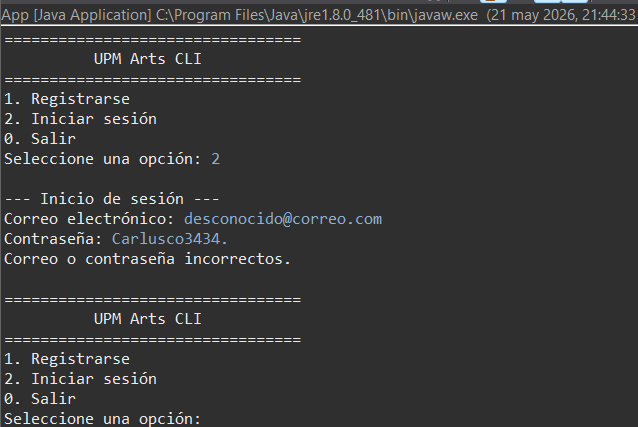 App [Java Application] C:\Program Files\Java\jre1.8.0_481\bin\javaw.exe (21 may 2026, 21:44:33
=================================
UPM Arts CLI
=================================
1. Registrarse
2. Iniciar sesión
0. Salir
Seleccione una opción: 2

--- Inicio de sesión ---
Correo electrónico: desconocido@correo.com
Contraseña: Carlusco3434.
Correo o contraseña incorrectos.

=================================
UPM Arts CLI
=================================
1. Registrarse
2. Iniciar sesión
0. Salir
Seleccione una opción: